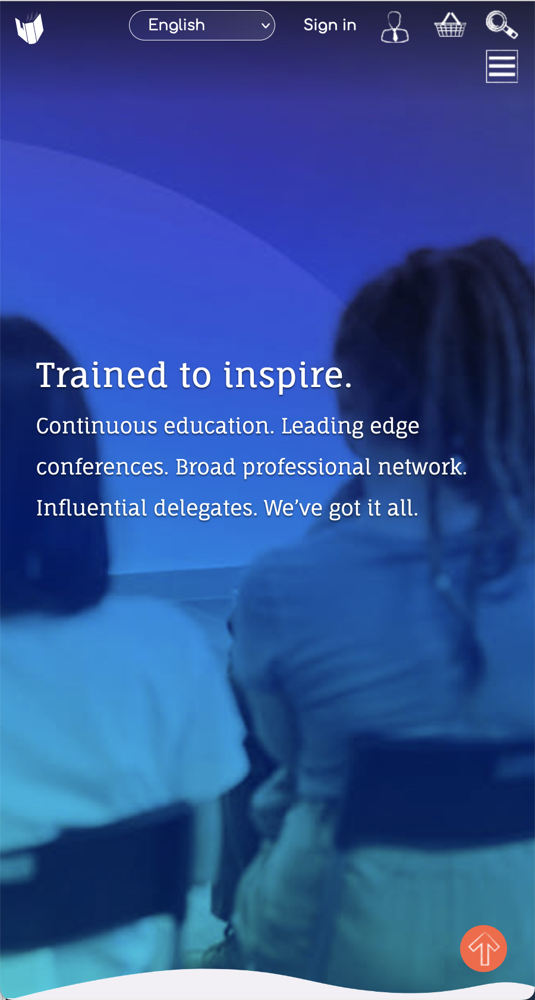 English
Sign in
Trained to inspire.
Continuous education. Leading edge
conferences. Broad professional network.
Influential delegates. We’ve got it all.